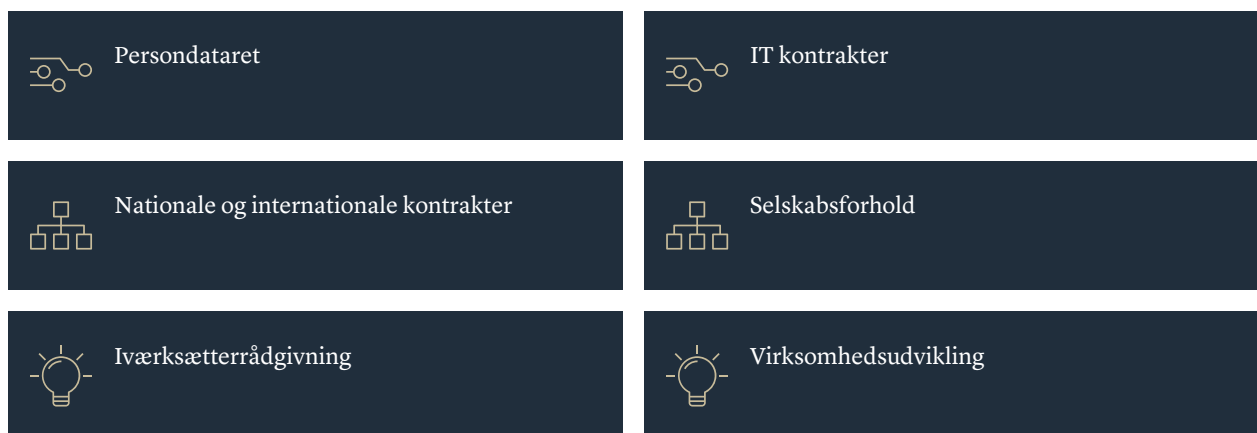 Persondataret
IT kontrakter
Nationale og internationale kontrakter
Selskabsforhold
Iværksætterrådgivning
Virksomhedsudvikling